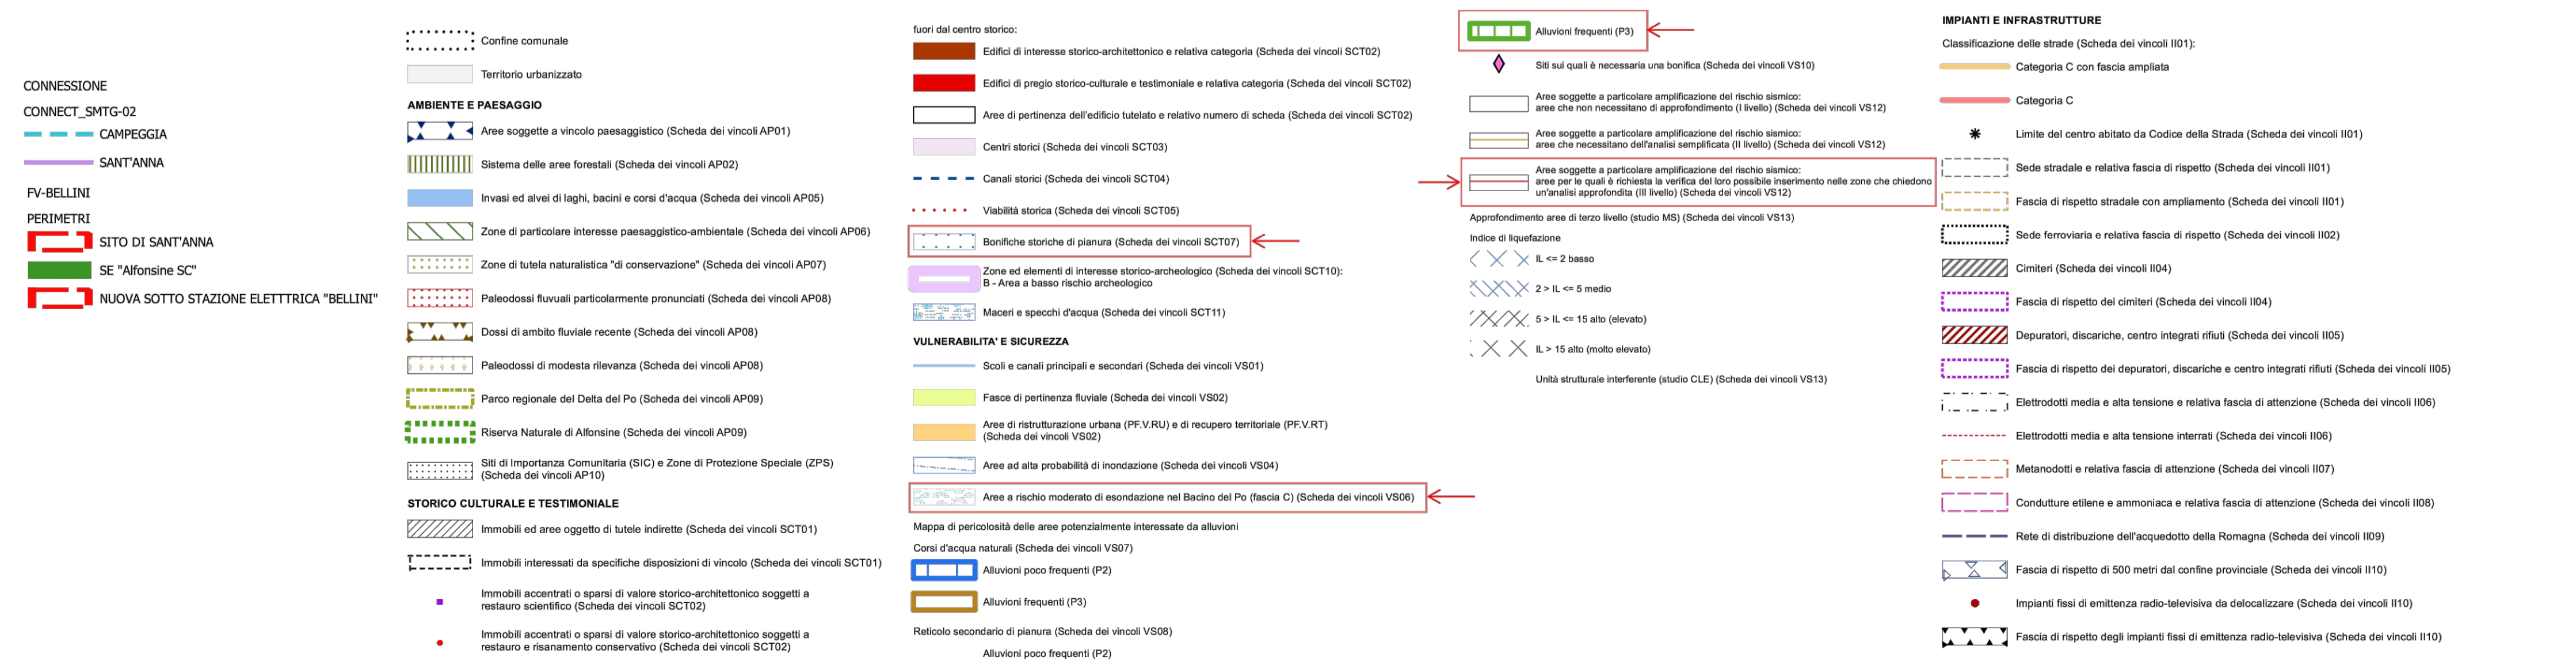 CONNESSIONE
CONNECT_SMTG-02
CAMPEGGIA
SANT'ANNA
FV-BELLINI
PERIMETRI
SITO DI SANT'ANNA
SE "Alfonsine SC"
NUOVA SOTTO STAZIONE ELETTTRICA "BELLINI"
Confine comunale
Territorio urbanizzato
AMBIENTE E PAESAGGIO
Aree soggette a vincolo paesaggistico (Scheda dei vincoli AP01)
Sistema delle aree forestali (Scheda dei vincoli AP02)
Invasi ed alvei di laghi, bacini e corsi d'acqua (Scheda dei vincoli AP05)
Zone di particolare interesse paesaggistico-ambientale (Scheda dei vincoli AP06)
Zone di tutela naturalistica "di conservazione" (Scheda dei vincoli AP07)
Paleodossi fluvuali particolarmente pronunciati (Scheda dei vincoli AP08)
Dossi di ambito fluviale recente (Scheda dei vincoli AP08)
Paleodossi di modesta rilevanza (Scheda dei vincoli AP08)
Parco regionale del Delta del Po (Scheda dei vincoli AP09)
Riserva Naturale di Alfonsine (Scheda dei vincoli AP09)
Siti di Importanza Comunitaria (SIC) e Zone di Protezione Speciale (ZPS)
(Scheda dei vincoli AP10)
STORICO CULTURALE E TESTIMONIALE
Immobili ed aree oggetto di tutele indirette (Scheda dei vincoli SCT01)
Immobili interessati da specifiche disposizioni di vincolo (Scheda dei vincoli SCT01)
Immobili accentrati o sparsi di valore storico-architettonico soggetti a
restauro scientifico (Scheda dei vincoli SCT02)
Immobili accentrati o sparsi di valore storico-architettonico soggetti a
restauro e risanamento conservativo (Scheda dei vincoli SCT02)
fuori dal centro storico:
Edifici di interesse storico-architettonico e relativa categoria (Scheda dei vincoli SCT02)
Edifici di pregio storico-culturale e testimoniale e relativa categoria (Scheda dei vincoli SCT02)
Aree di pertinenza dell'edificio tutelato e relativo numero di scheda (Scheda dei vincoli SCT02)
Centri storici (Scheda dei vincoli SCT03)
Canali storici (Scheda dei vincoli SCT04)
Viabilità storica (Scheda dei vincoli SCT05)
Bonifiche storiche di pianura (Scheda dei vincoli SCT07)
Zone ed elementi di interesse storico-archeologico (Scheda dei vincoli SCT10):
B - Area a basso rischio archeologico
Maceri e specchi d'acqua (Scheda dei vincoli SCT11)
VULNERABILITA' E SICUREZZA
Scoli e canali principali e secondari (Scheda dei vincoli VS01)
Fasce di pertinenza fluviale (Scheda dei vincoli VS02)
Aree di ristrutturazione urbana (PF.V.RU) e di recupero territoriale (PF.V.RT)
(Scheda dei vincoli VS02)
Aree ad alta probabilità di inondazione (Scheda dei vincoli VS04)
Aree a rischio moderato di esondazione nel Bacino del Po (fascia C) (Scheda dei vincoli VS06)
Mappa di pericolosità delle aree potenzialmente interessate da alluvioni
Corsi d'acqua naturali (Scheda dei vincoli VS07)
Alluvioni poco frequenti (P2)
Alluvioni frequenti (P3)
Reticolo secondario di pianura (Scheda dei vincoli VS08)
Alluvioni poco frequenti (P2)
Alluvioni frequenti (P3)
Siti sui quali è necessaria una bonifica (Scheda dei vincoli VS10)
Aree soggette a particolare amplificazione del rischio sismico:
aree che non necessitano di approfondimento (I livello) (Scheda dei vincoli VS12)
Aree soggette a particolare amplificazione del rischio sismico:
aree che necessitano dell'analisi semplificata (II livello) (Scheda dei vincoli VS12)
Aree soggette a particolare amplificazione del rischio sismico:
aree per le quali è richiesta la verifica del loro possibile inserimento nelle zone che chiedono
un'analisi approfondita (III livello) (Scheda dei vincoli VS12)
Approfondimento aree di terzo livello (studio MS) (Scheda dei vincoli VS13)
Indice di liquefazione
IL <= 2 basso
2 > IL <= 5 medio
5 > IL <= 15 alto (elevato)
IL > 15 alto (molto elevato)
Unità strutturale interferente (studio CLE) (Scheda dei vincoli VS13)
IMPIANTI E INFRASTRUTTURE
Classificazione delle strade (Scheda dei vincoli II01):
Categoria C con fascia ampliata
Categoria C
Limite del centro abitato da Codice della Strada (Scheda dei vincoli II01)
Sede stradale e relativa fascia di rispetto (Scheda dei vincoli II01)
Fascia di rispetto stradale con ampliamento (Scheda dei vincoli II01)
Sede ferroviaria e relativa fascia di rispetto (Scheda dei vincoli II02)
Cimiteri (Scheda dei vincoli II04)
Fascia di rispetto dei cimiteri (Scheda dei vincoli II04)
Depuratori, discariche, centro integrati rifiuti (Scheda dei vincoli II05)
Fascia di rispetto dei depuratori, discariche e centro integrati rifiuti (Scheda dei vincoli II05)
Elettrodotti media e alta tensione e relativa fascia di attenzione (Scheda dei vincoli II06)
Elettrodotti media e alta tensione interrati (Scheda dei vincoli II06)
Metanodotti e relativa fascia di attenzione (Scheda dei vincoli II07)
Condutture etilene e ammoniaca e relativa fascia di attenzione (Scheda dei vincoli II08)
Rete di distribuzione dell'acquedotto della Romagna (Scheda dei vincoli II09)
Fascia di rispetto di 500 metri dal confine provinciale (Scheda dei vincoli II10)
Impianti fissi di emittenza radio-televisiva da delocalizzare (Scheda dei vincoli II10)
Fascia di rispetto degli impianti fissi di emittenza radio-televisiva (Scheda dei vincoli II10)